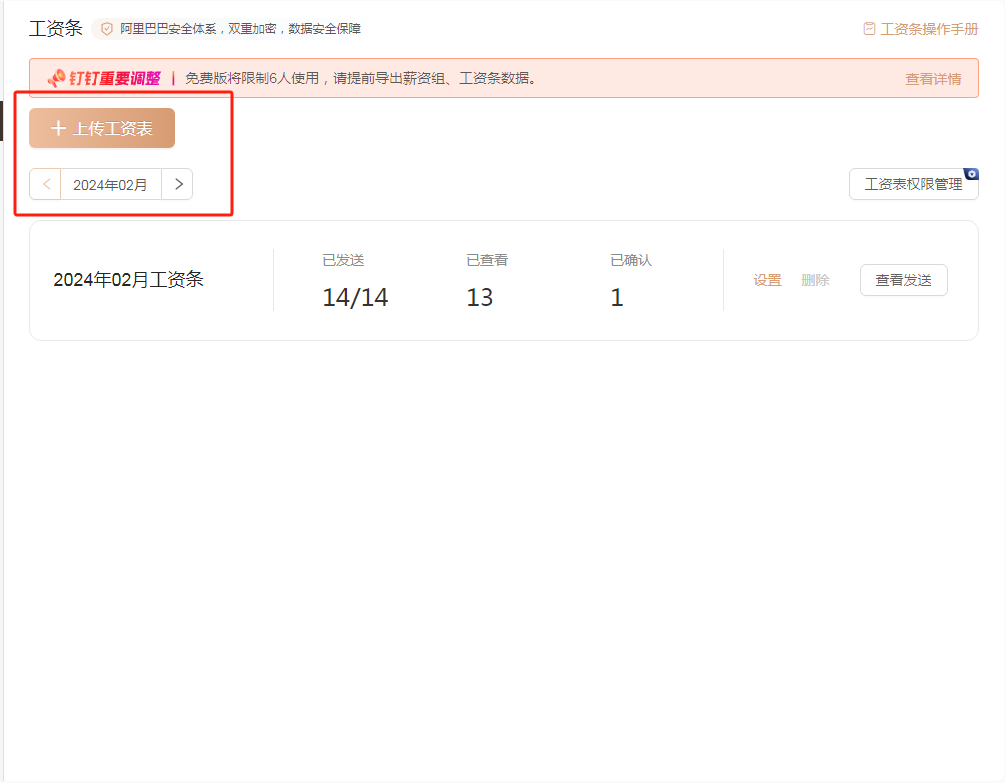 工资条
阿里巴巴安全体系，双重加密，数据安全保障
工资条操作手册
钉钉重要调整
免费版将限制6人使用，请提前导出薪资组、工资条数据。
查看详情
上传工资表
2024年02月
工资表权限管理
2024年02月工资条
已发送
14/14
已查看
13
已确认
1
设置
删除
查看发送